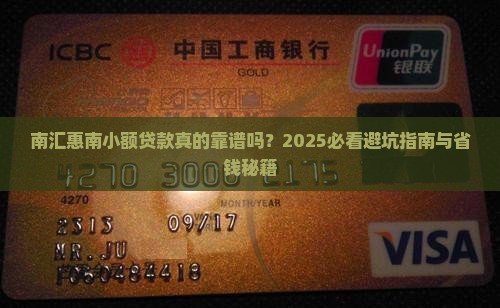 ICBC 中国工商银行
GOLD
UnionPay
银联
南汇惠南小额贷款真的靠谱吗？2025必看避坑指南与省
钱秘籍
4270
MONTH/YEAR
2313 09/17
MR.JU
F060484418
VISA